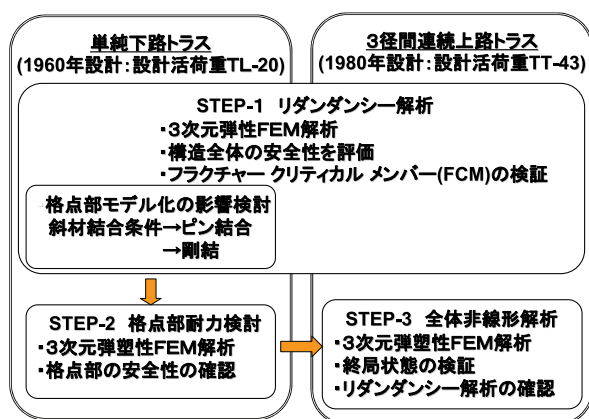 単純下路トラス
(1960年設計:設計活荷重TL-20)
3径間連続上路トラス
(1980年設計:設計活荷重TT-43)
STEP-1 リダンダンシー解析
・3次元弾性FEM解析
・構造全体の安全性を評価
・フラクチャー クリティカル メンバー(FCM)の検証
格点部モデル化の影響検討
斜材結合条件→ピン結合
→剛結
STEP-2 格点部耐力検討
・3次元弾塑性FEM解析
・格点部の安全性の確認
STEP-3 全体非線形解析
・3次元弾塑性FEM解析
・終局状態の検証
・リダンダンシー解析の確認